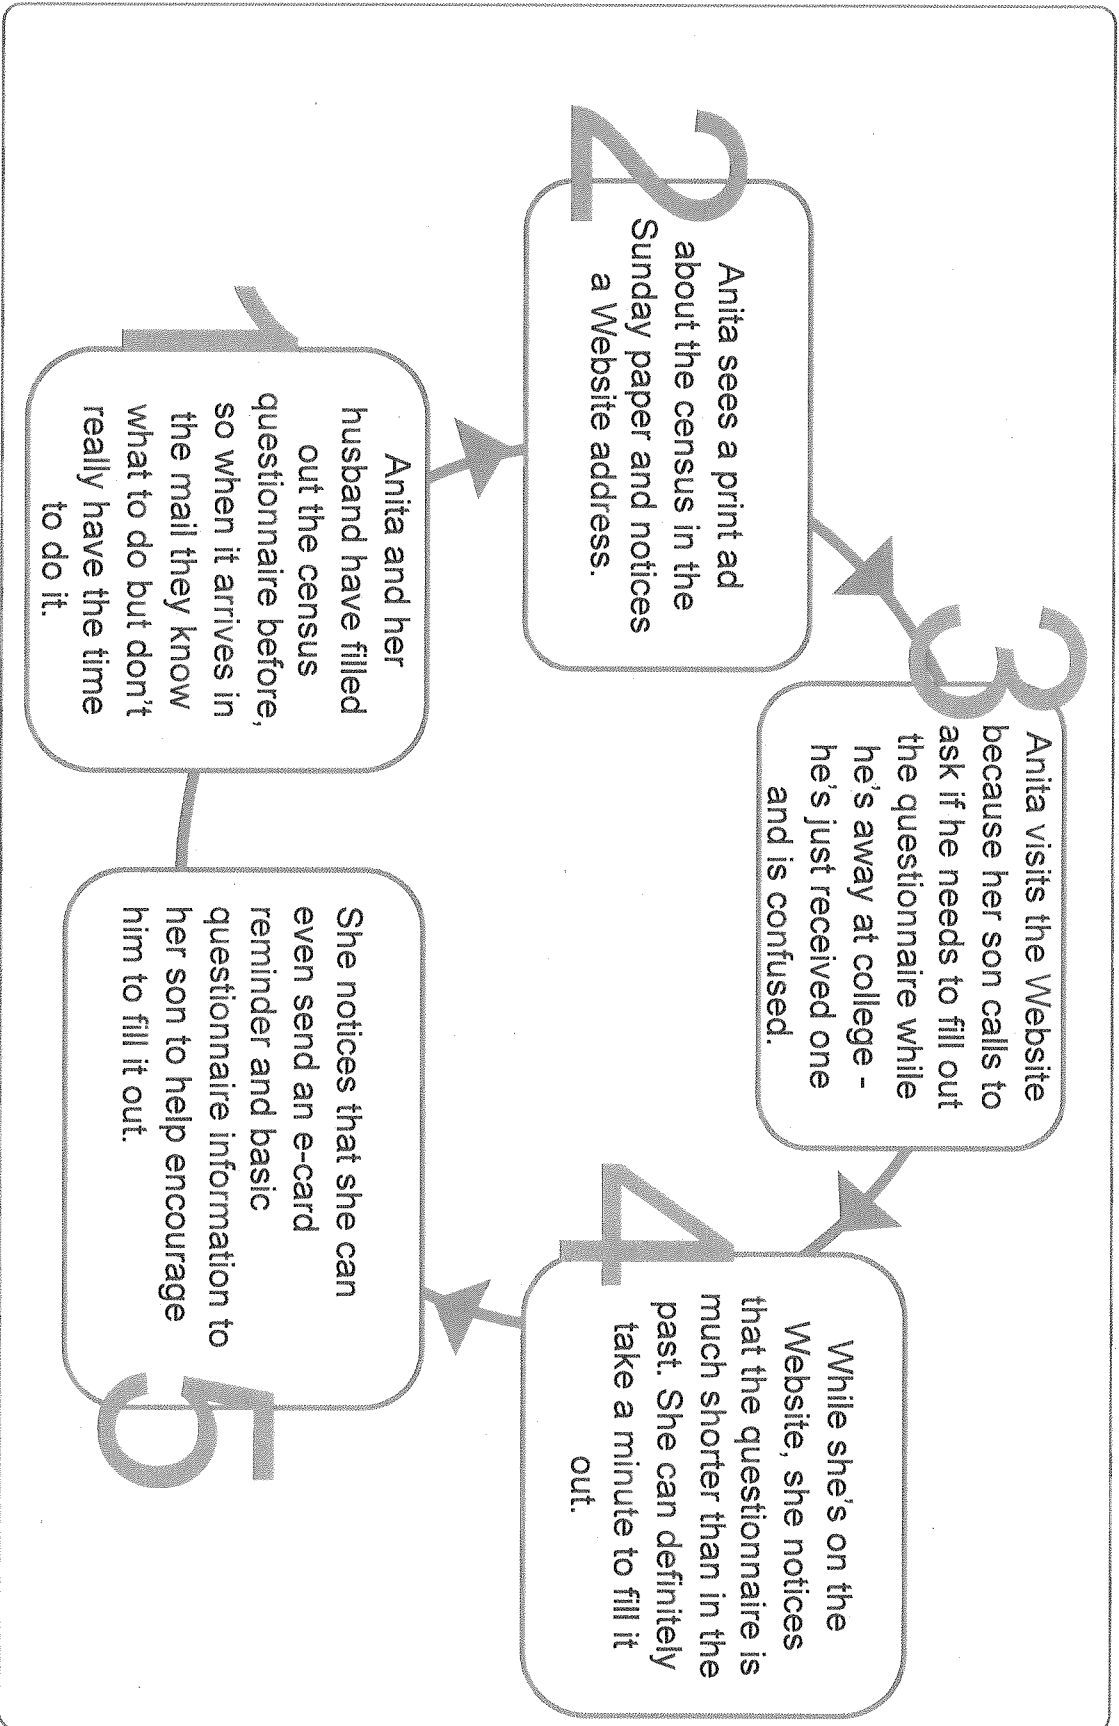 1
Anita and her
husband have filled
out the census
questionnaire before,
so when it arrives in
the mail they know
what to do but don't
really have the time
to do it.
2
Anita sees a print ad
about the census in the
Sunday paper and notices
a Website address.
3
Anita visits the Website
because her son calls to
ask if he needs to fill out
the questionnaire while
he's away at college -
he's just received one
and is confused.
4
While she's on the
Website, she notices
that the questionnaire is
much shorter than in the
past. She can definitely
take a minute to fill it
out.
5
She notices that she can
even send an e-card
reminder and basic
questionnaire information to
her son to help encourage
him to fill it out.